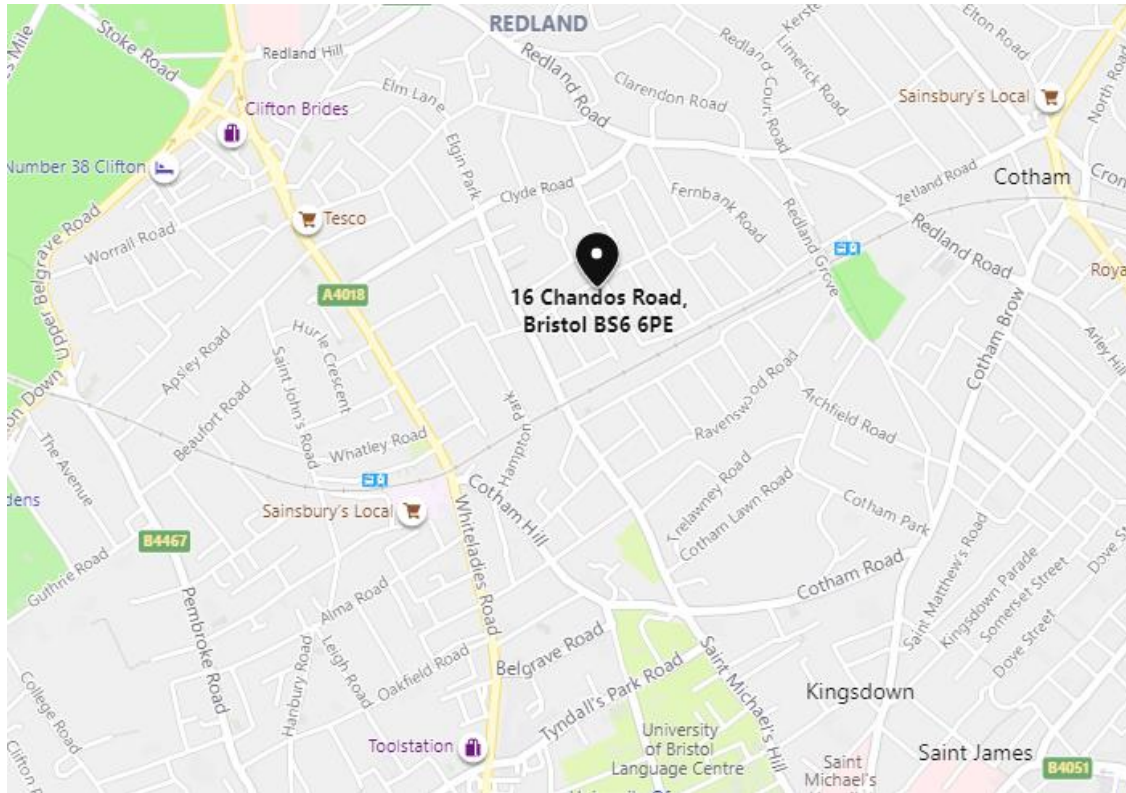 REDLAND
Stoke Road
Redland Hill
Elm Lane
Clarendon Road
Redland Court Road
Limerick Road
Elton Road
North Road
Sainsbury's Local
Clifton Brides
Redland Road
Elgin Park
Number 38 Clifton
Clyde Road
Fernbank Road
Zetland Road
Cotham
Tesco
Worrall Road
Upper Belgrave Road
Redland Grove
Redland Road
A4018
16 Chandos Road,
Bristol BS6 6PE
Hurle Crescent
Apsley Road
Saint John's Road
Beaufort Road
Whatley Road
Hampton Park
Ravenswood Road
Archfield Road
Cotham Brow
Arley Hill
The Avenue
Sainsbury's Local
Cotham Hill
Whiteladies Road
Trelawney Road
Cotham Lawn Road
Cotham Park
B4467
Guthrie Road
Pembroke Road
Alma Road
Cotham Road
Saint Matthew's Road
Kingsdown Parade
Somerset Street
Dove Street
Hanbury Road
Leigh Road
Oakfield Road
Belgrave Road
Tyndall's Park Road
Saint Michael's Hill
Kingsdown
College Road
Toolstation
University
of Bristol
Language Centre
Saint
Michael's
Saint James
B4051